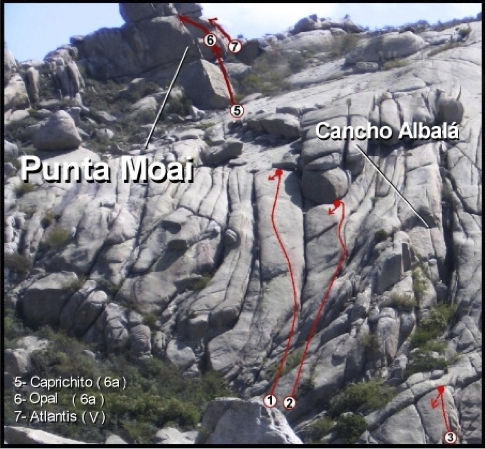 6
7
5
Cancho Albalá
Punta Moai
1
2
3
5- Caprichito ( 6a )
6- Opal ( 6a )
7- Atlantis ( V )